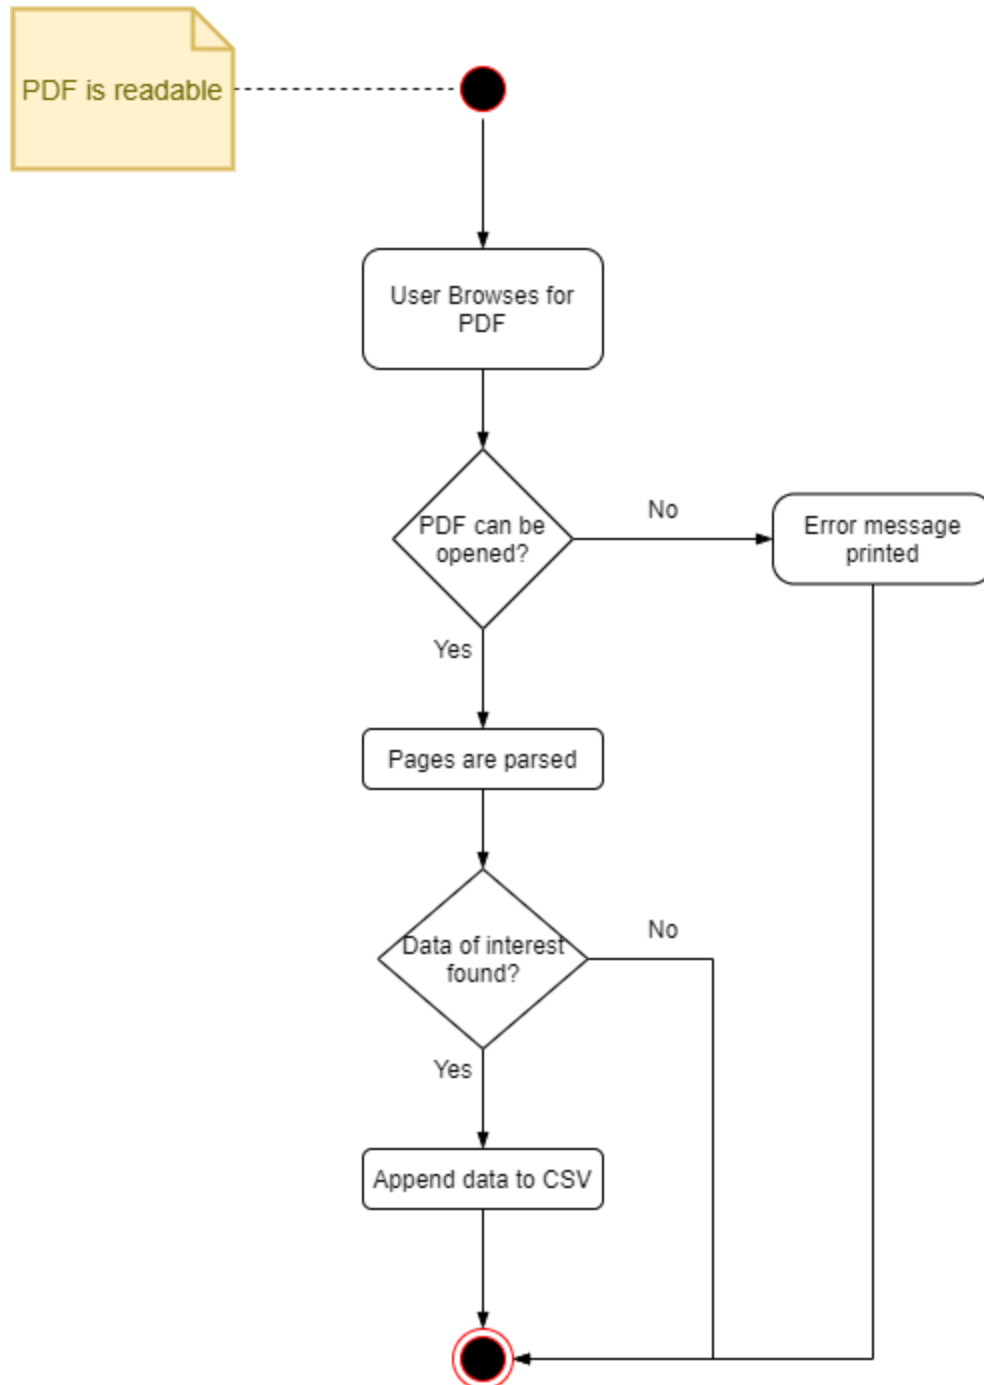 PDF is readable
User Browses for
PDF
PDF can be
opened?
No
Error message
printed
Yes
Pages are parsed
Data of interest
found?
No
Yes
Append data to CSV